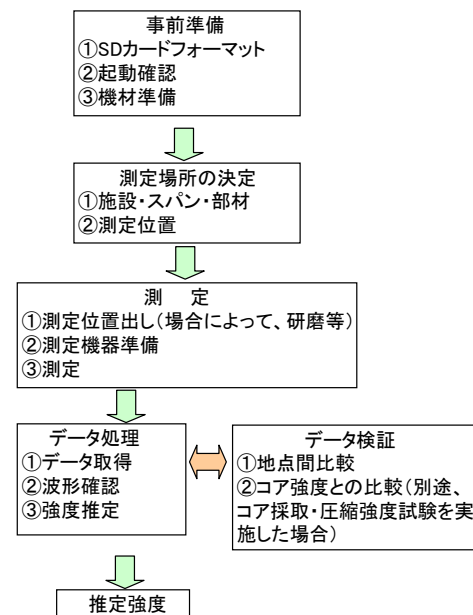 事前準備
①SDカードフォーマット
②起動確認
③機材準備
測定場所の決定
①施設・スパン・部材
②測定位置
測　定
①測定位置出し(場合によって、研磨等)
②測定機器準備
③測定
データ処理
①データ取得
②波形確認
③強度推定
データ検証
①地点間比較
②コア強度との比較(別途、
コア採取・圧縮強度試験を実
施した場合)
推定強度